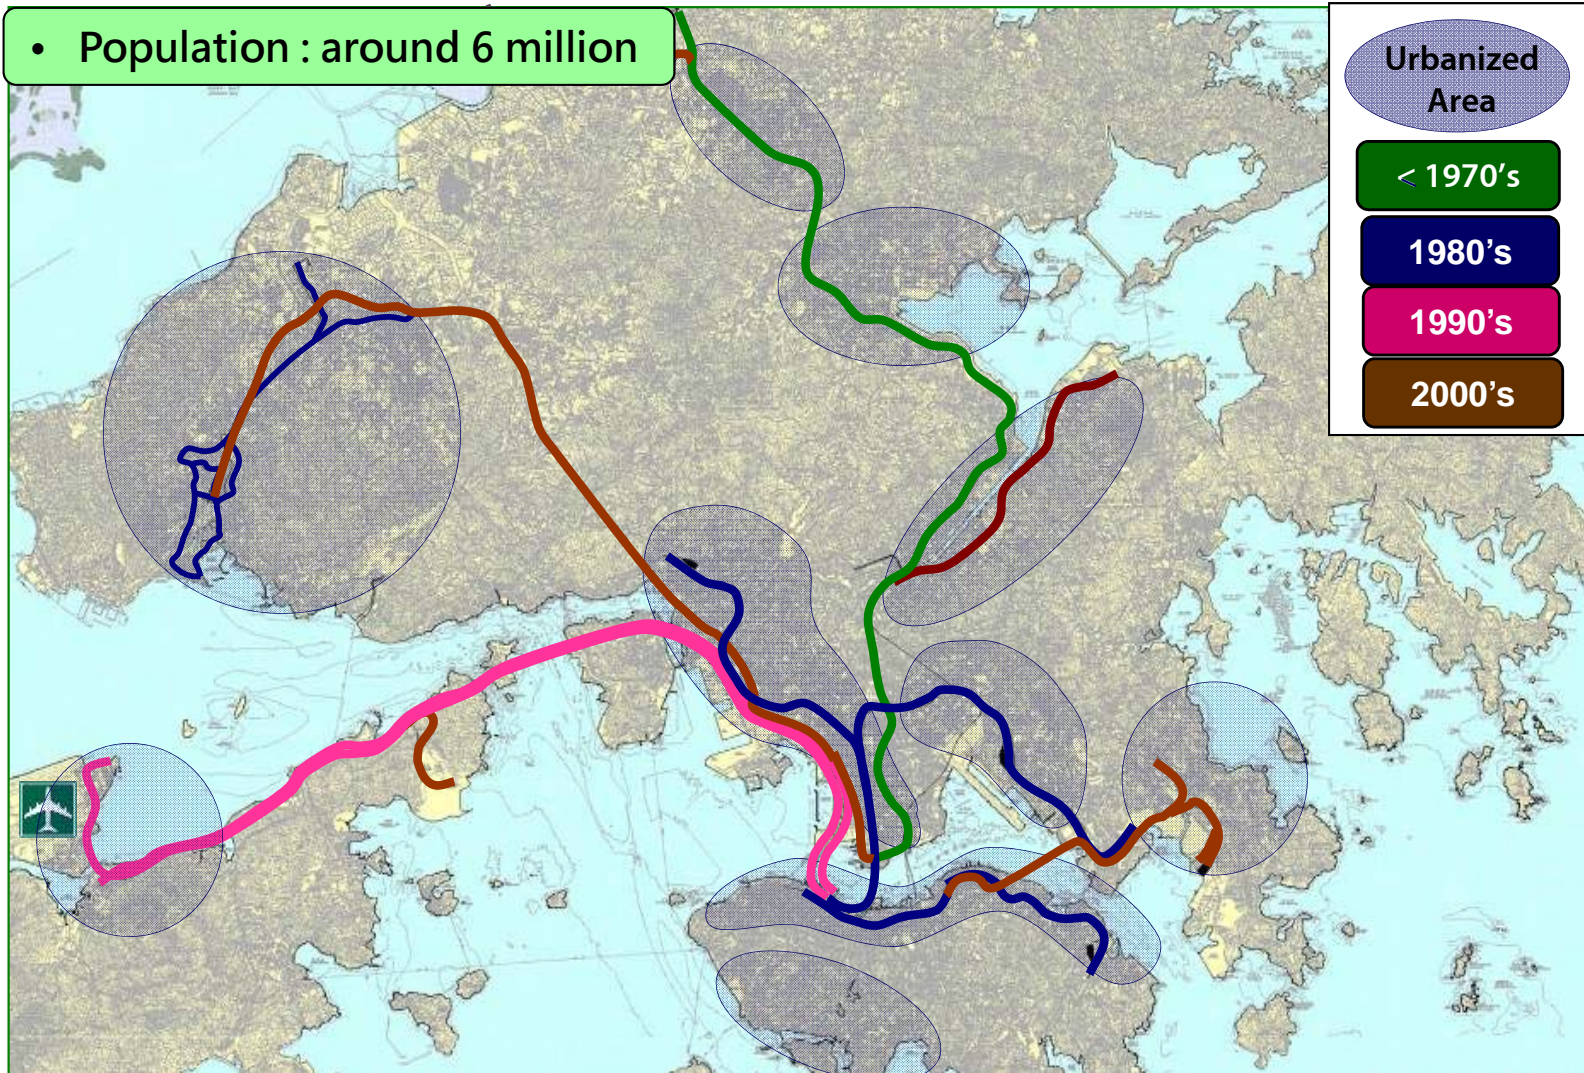 • Population : around 6 million
Urbanized
Area
< 1970’s
1980’s
1990’s
2000’s